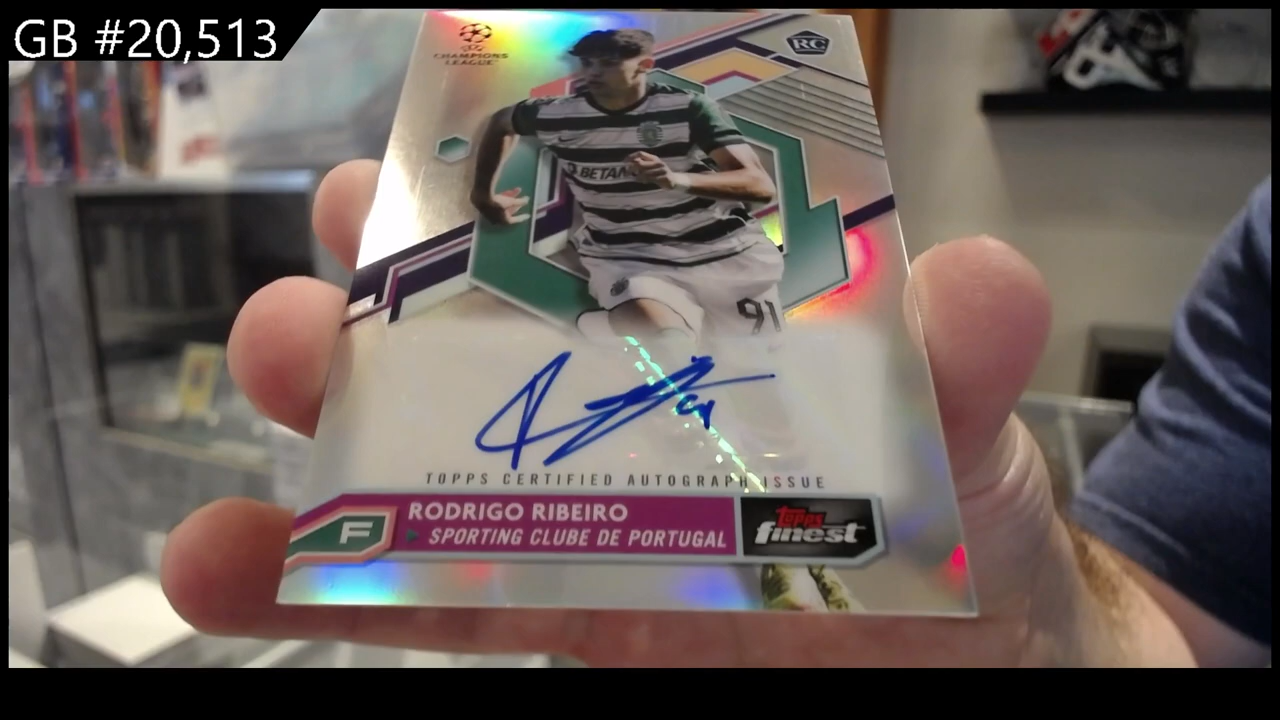 GB #20,513
CHAMPIONS
LEAGUE
RC
BETAN
91
TOPPS CERTIFIED AUTOGRAPH ISSUE
RODRIGO RIBEIRO
F
SPORTING CLUBE DE PORTUGAL
topps
finest